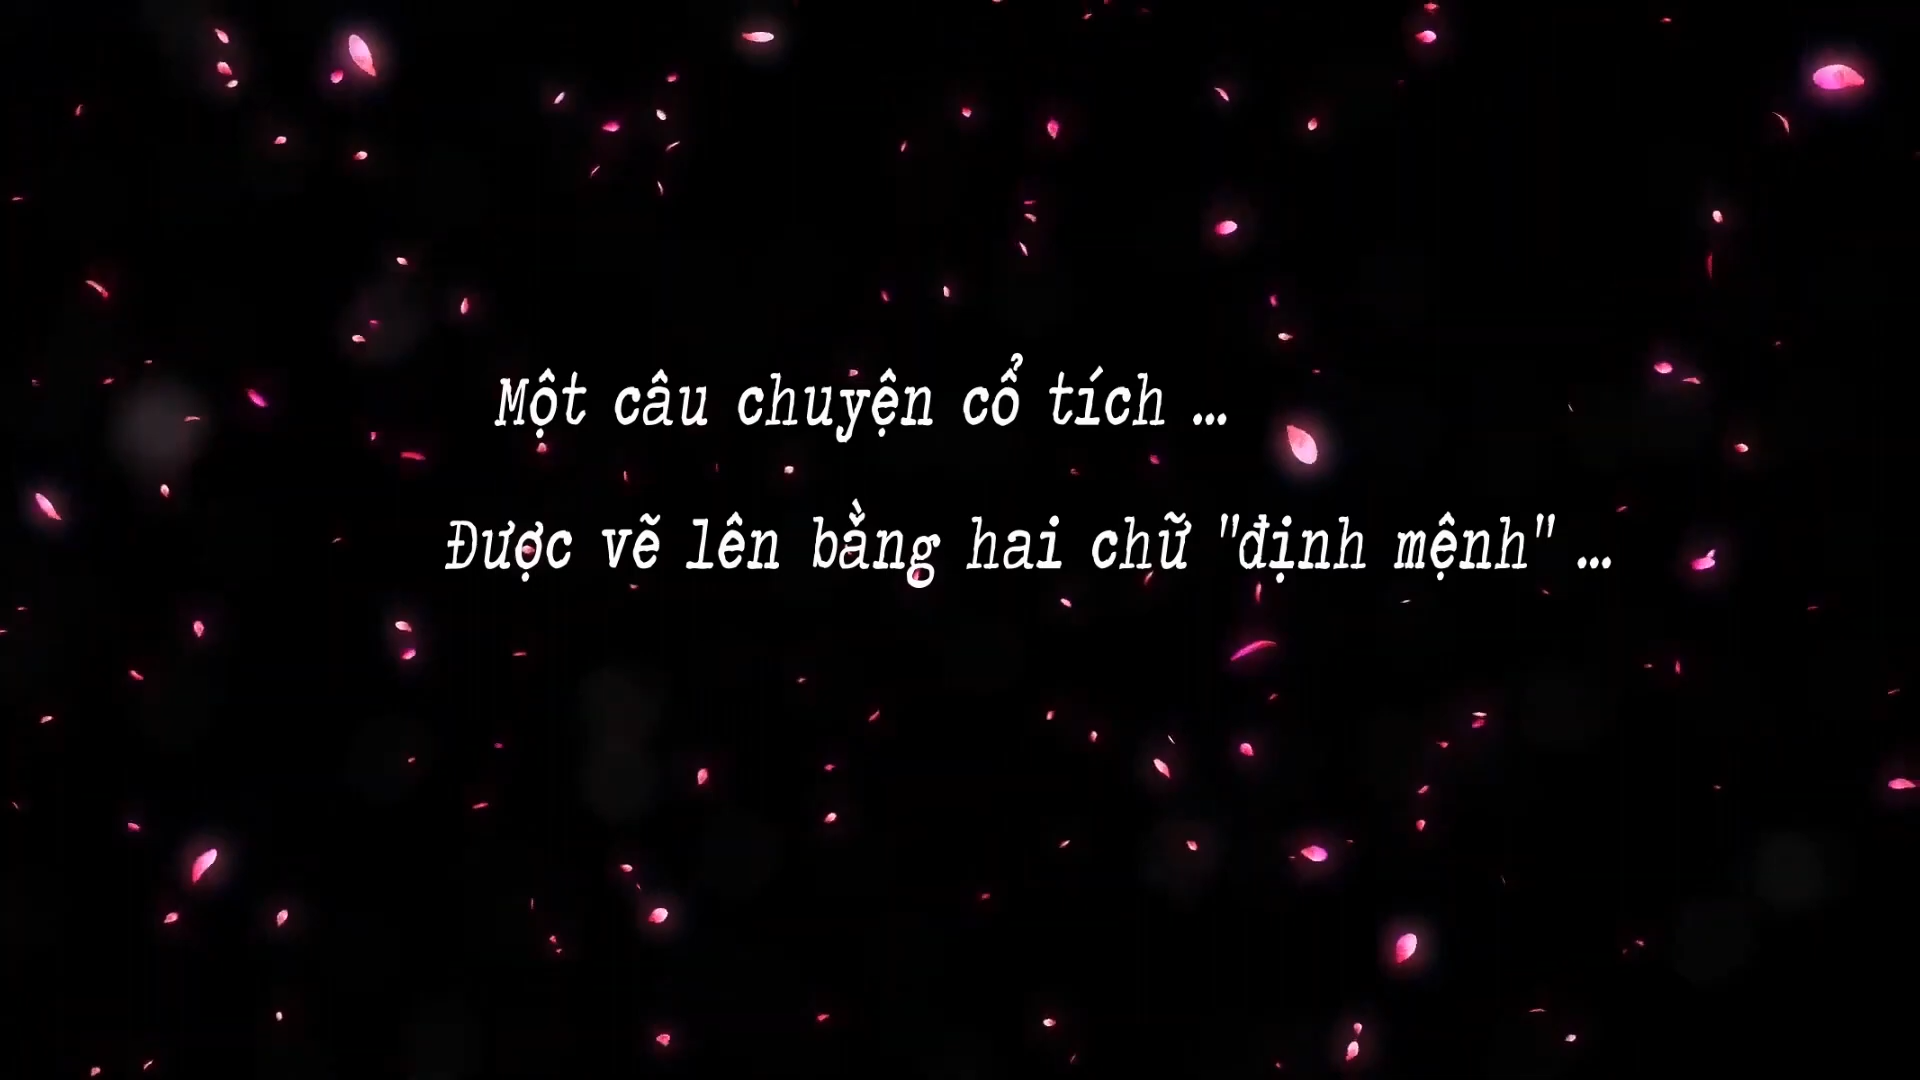 Một câu chuyện cổ tích ...
Được vẽ lên bằng hai chữ "định mệnh" ...